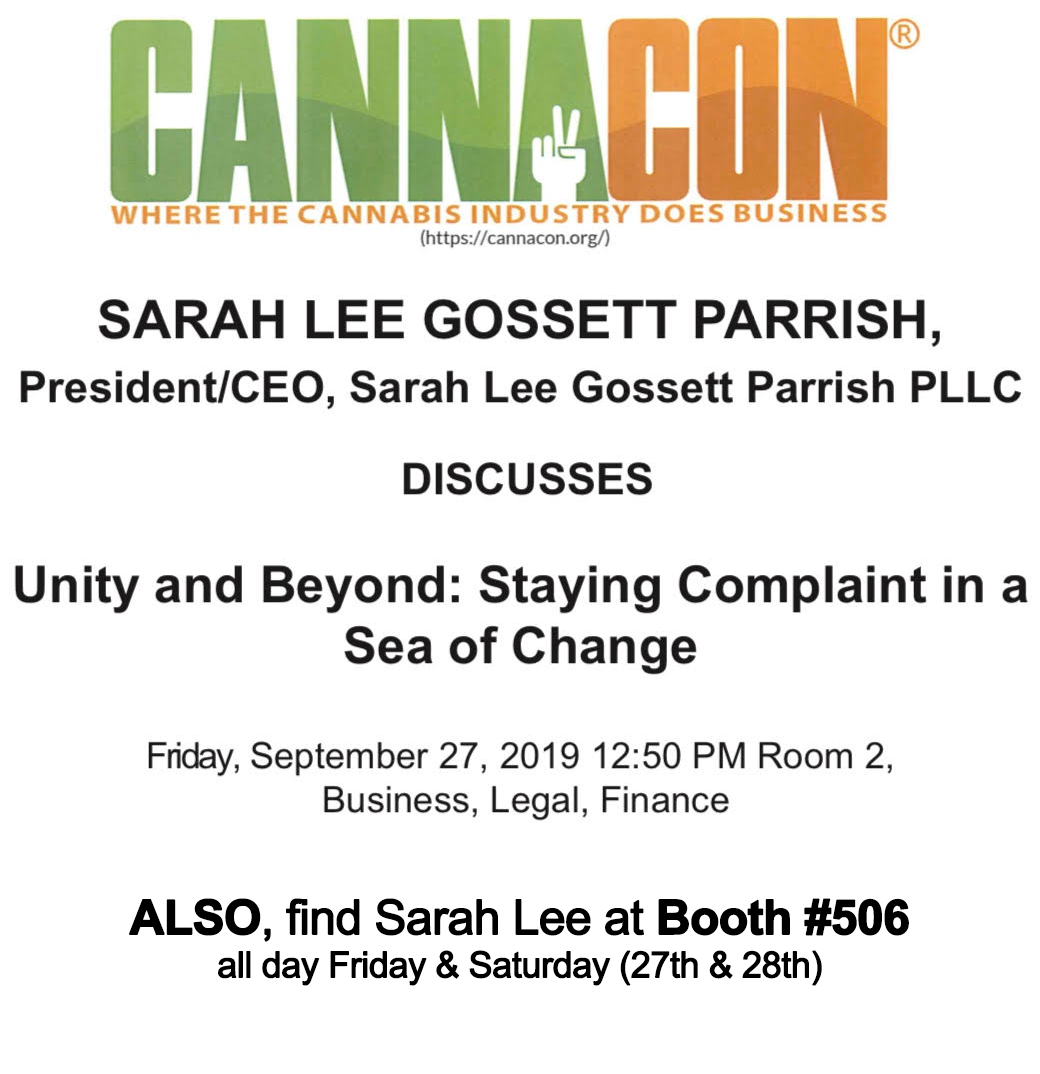 CANNACON®
WHERE THE CANNABIS INDUSTRY DOES BUSINESS
(https://cannacon.org/)
SARAH LEE GOSSETT PARRISH,
President/CEO, Sarah Lee Gossett Parrish PLLC
DISCUSSES
Unity and Beyond: Staying Complaint in a
Sea of Change
Friday, September 27, 2019 12:50 PM Room 2,
Business, Legal, Finance
ALSO, find Sarah Lee at Booth #506
all day Friday & Saturday (27th & 28th)